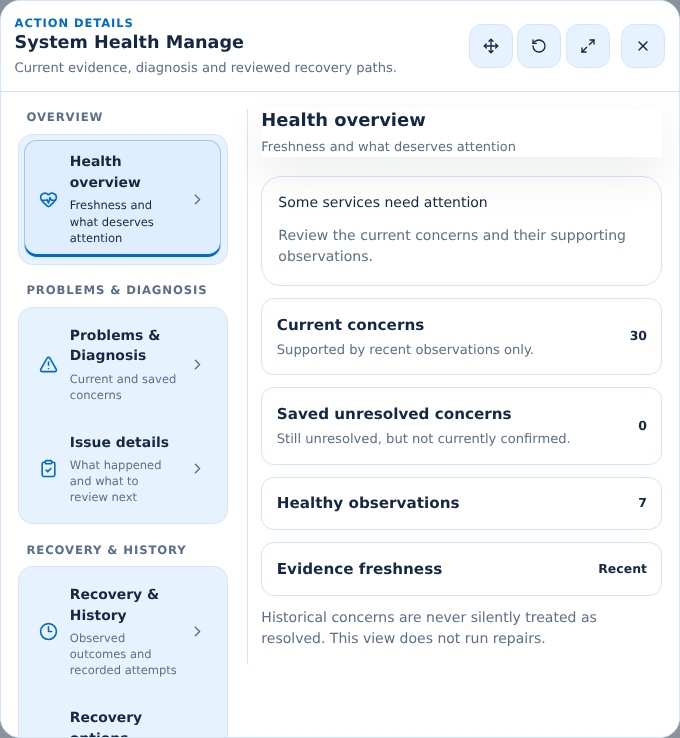 ACTION DETAILS
System Health Manage
Current evidence, diagnosis and reviewed recovery paths.
OVERVIEW
Health
overview
Freshness and
what deserves
attention
PROBLEMS & DIAGNOSIS
Problems &
Diagnosis
Current and saved
concerns
Issue details
What happened
and what to
review next
RECOVERY & HISTORY
Recovery &
History
Observed
outcomes and
recorded attempts
Recovery
options
Health overview
Freshness and what deserves attention
Some services need attention
Review the current concerns and their supporting
observations.
Current concerns
Supported by recent observations only.
30
Saved unresolved concerns
Still unresolved, but not currently confirmed.
0
Healthy observations
7
Evidence freshness
Recent
Historical concerns are never silently treated as
resolved. This view does not run repairs.